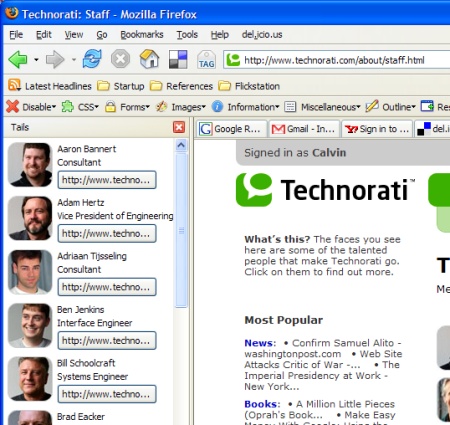 Technorati: Staff - Mozilla Firefox
File Edit View Go Bookmarks Tools Help del.icio.us
TAG http://www.technorati.com/about/staff.html
Latest Headlines Startup References Flickstation
Disable CSS Forms Images Information Miscellaneous Outline Res
Tails
Google R... Gmail - In... Sign in to ... del.ic
Signed in as Calvin
Technorati™
What's this? The faces you see
here are some of the talented
people that make Technorati go.
Click on them to find out more.
Most Popular
News: • Confirm Samuel Alito -
washingtonpost.com • Web Site
Attacks Critic of War -... • The
Imperial Presidency at Work -
New York...
Books: • A Million Little Pieces
(Oprah's Book... • Make Easy
Money With Google: Using the
T
Me
Aaron Bannert
Consultant
http://www.techno...
Adam Hertz
Vice President of Engineering
http://www.techno...
Adriaan Tijsseling
Consultant
http://www.techno...
Ben Jenkins
Interface Engineer
http://www.techno...
Bill Schoolcraft
Systems Engineer
http://www.techno...
Brad Eacker